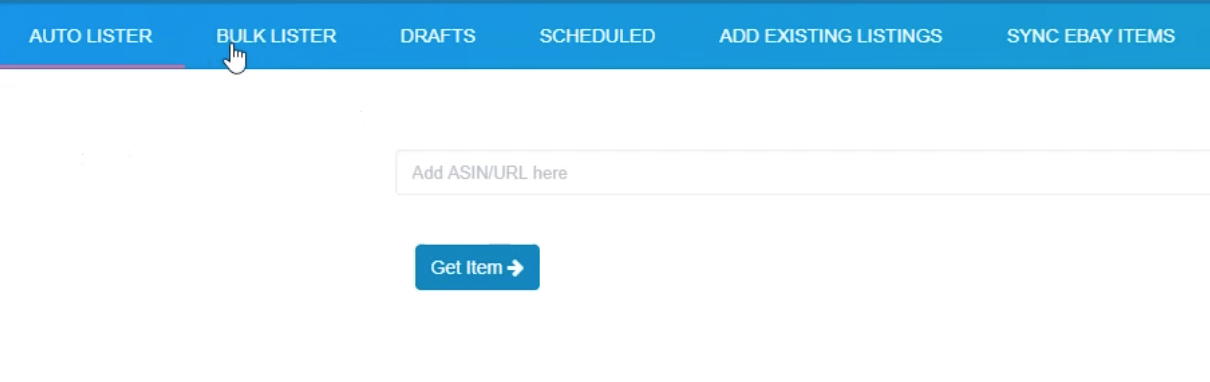 AUTO LISTER BULK LISTER DRAFTS SCHEDULED ADD EXISTING LISTINGS SYNC EBAY ITEMS
Add ASIN/URL here
Get Item